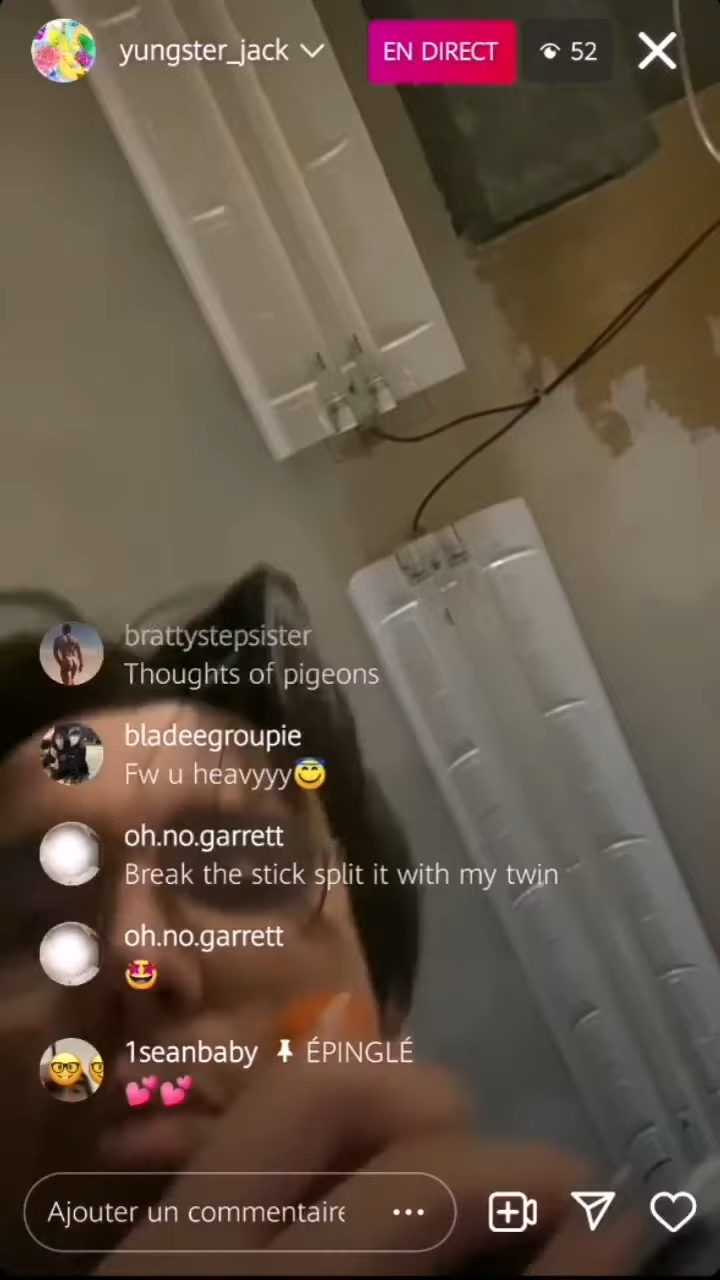 yungster_jack
EN DIRECT
52
brattystepsister
Thoughts of pigeons
bladeegroupie
Fw u heavyyy😇
oh.no.garrett
Break the stick split it with my twin
oh.no.garrett
🤩
1seanbaby 📌 ÉPINGLÉ
💕💕
Ajouter un commentaire